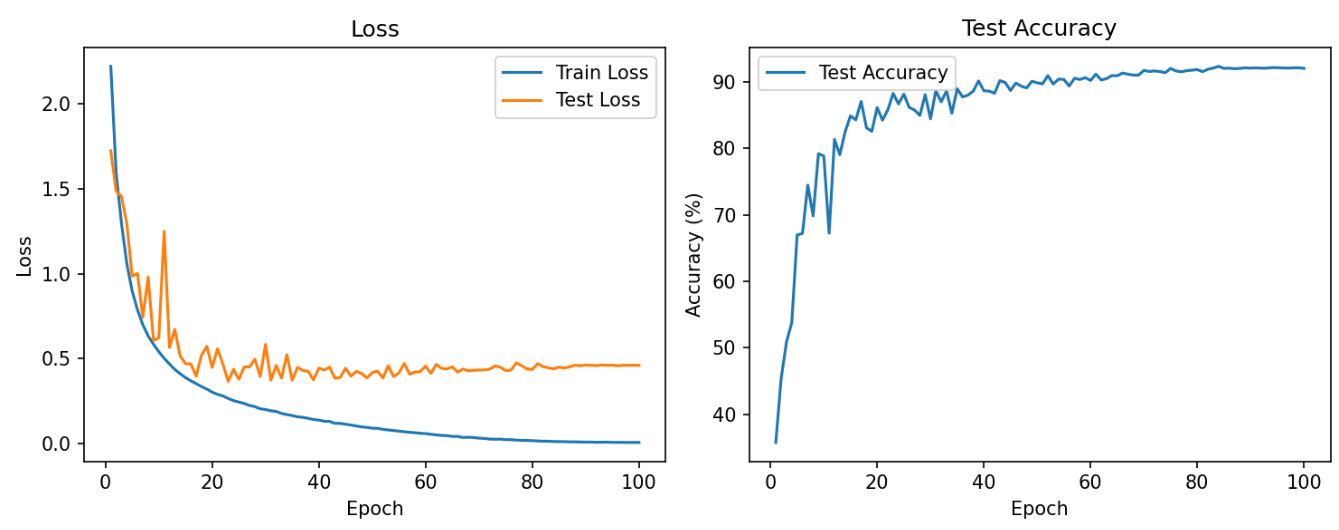 Loss
Train Loss
Test Loss
2.0
1.5
1.0
0.5
0.0
Loss
0
20
40
60
80
100
Epoch
Test Accuracy
Test Accuracy
90
80
70
60
50
40
Accuracy (%)
0
20
40
60
80
100
Epoch